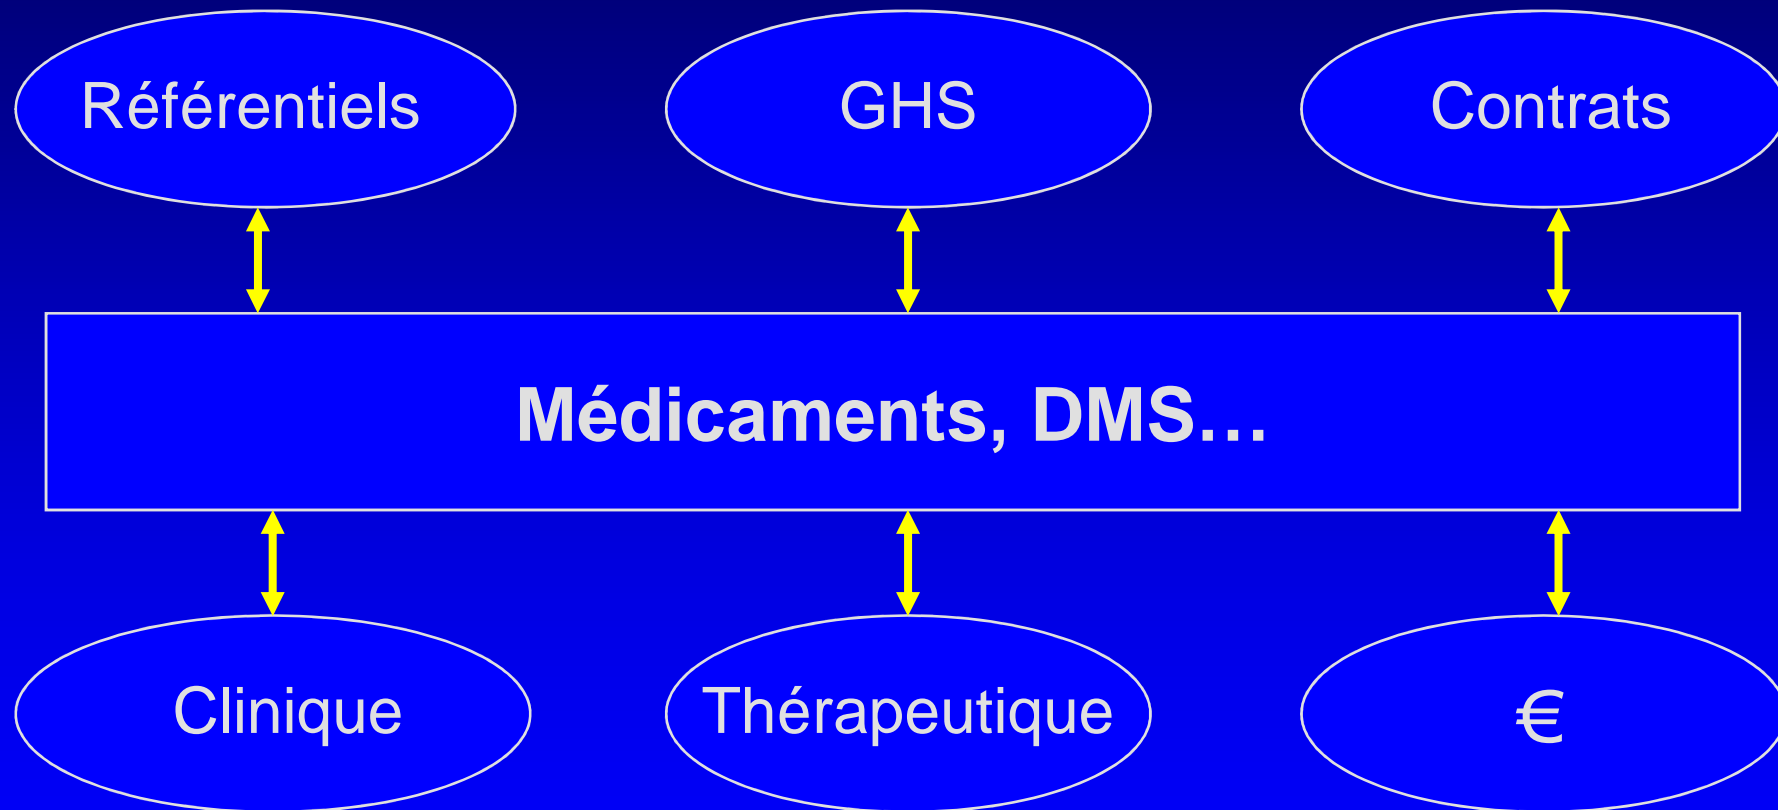 Référentiels
GHS
Contrats
Médicaments, DMS…
Clinique
Thérapeutique
€